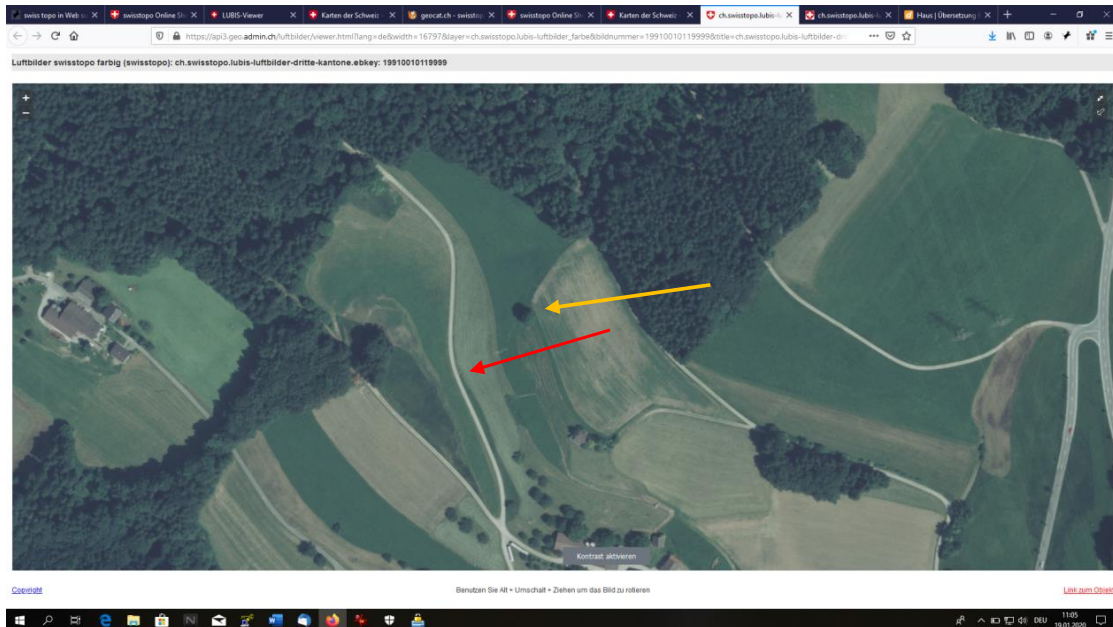 swiss topo in Web su
swisstopo Online Sh
LUBIS-Viewer
Karten der Schweiz -
geocat.ch - swisstop
swisstopo Online Sh
Karten der Schweiz -
ch.swisstopo.lubis-lu
ch.swisstopo.lubis-lu
Haus | Übersetzung
https://api3.geo.admin.ch/luftbilder/viewer.html?lang=de&width=16797&layer=ch.swisstopo.lubis-luftbilder_farbe&bildnummer=19910010119999&title=ch.swisstopo.lubis-luftbilder-dri
Luftbilder swisstopo farbig (swisstopo): ch.swisstopo.lubis-luftbilder-dritte-kantone.ebkey: 19910010119999
+
−
Kontrast aktivieren
Copyright
Benutzen Sie Alt + Umschalt + Ziehen um das Bild zu rotieren
Link zum Objekt
DEU
11:05
19.01.2020